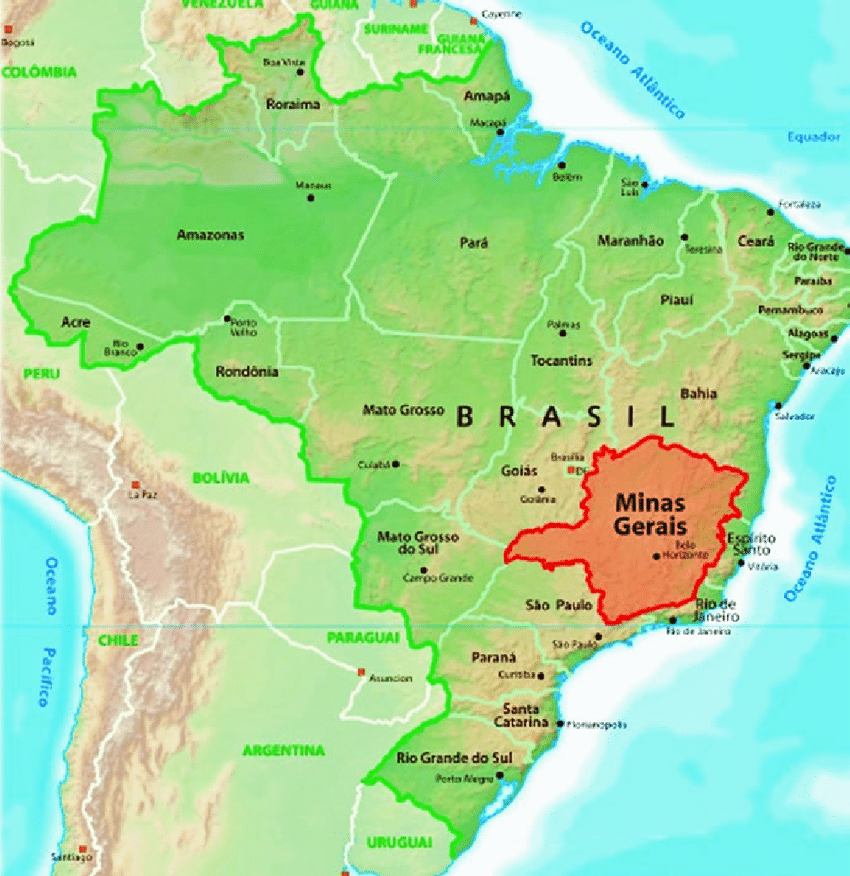 VENEZUELA
GUIANA
Cayenne
SURINAME
GUIANA
FRANCESA
Bogotá
COLÔMBIA
Oceano Atlântico
Boa Vista
Roraima
Amapá
Macapá
Equador
Belém
São
Luis
Manaus
Fortaleza
Amazonas
Pará
Maranhão
Teresina
Ceará
Rio Grande
do Norte
Paraíba
Piauí
Pernambuco
Acre
Rio
Branco
Porto
Velho
Palmas
Alagoas
Sergipe
Aracaju
PERU
Rondônia
Tocantins
Bahia
Mato Grosso
BRASIL
Salvador
Cuiabá
Goiás
Brasília
DF
Goiânia
BOLÍVIA
La Paz
Minas
Gerais
Belo
Horizonte
Oceano Atlântico
Mato Grosso
do Sul
Campo Grande
Espírito
Santo
Vitória
Oceano Pacífico
São Paulo
Rio de
Janeiro
Rio de Janeiro
São Paulo
CHILE
PARAGUAI
Asuncion
Paraná
Curitiba
Santa
Catarina
Florianopolis
ARGENTINA
Rio Grande do Sul
Porto Alegre
URUGUAI
Santiago